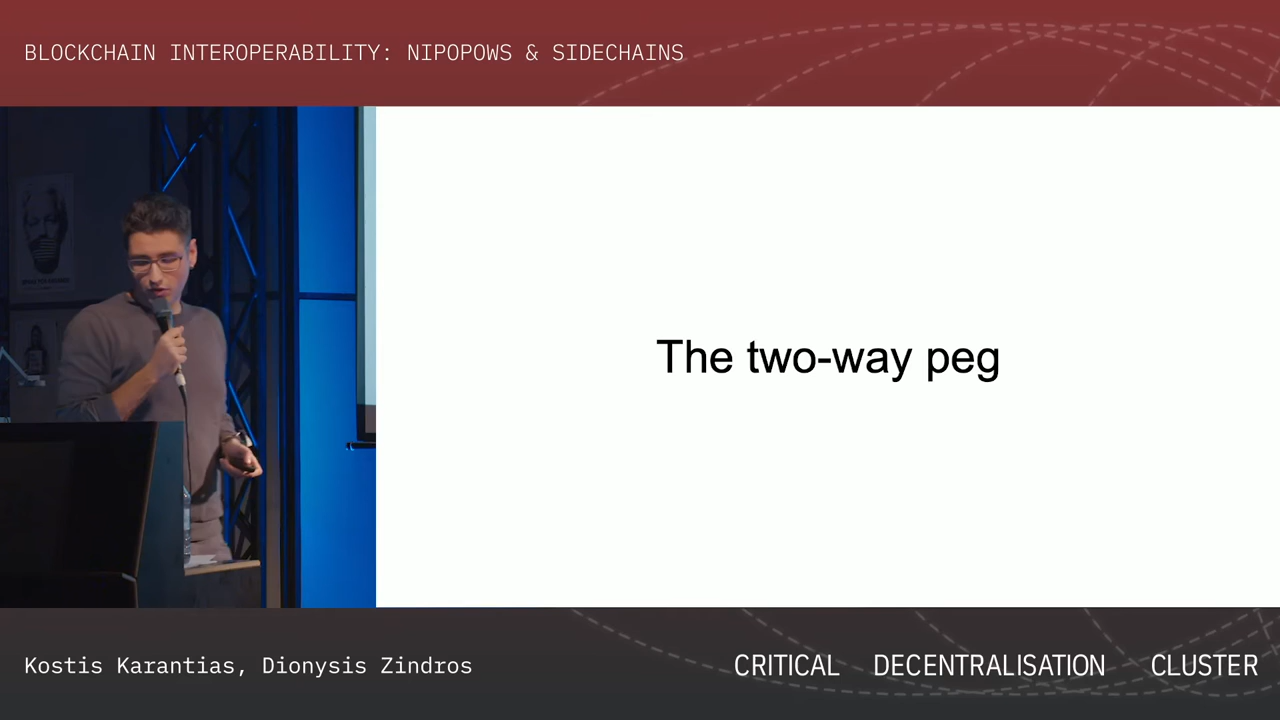 BLOCKCHAIN INTEROPERABILITY: NIPOPOWS & SIDECHAINS
The two-way peg
Kostis Karantias, Dionysis Zindros
CRITICAL DECENTRALISATION CLUSTER